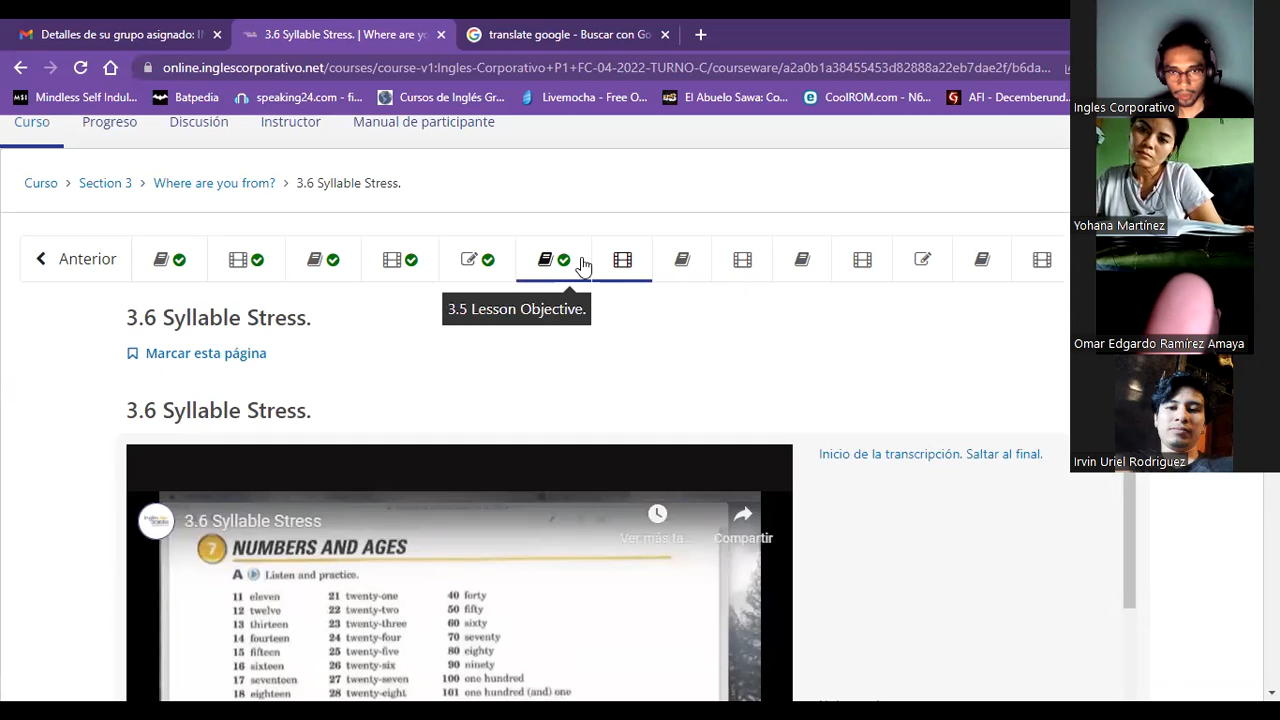 Detalles de su grupo asignado: I
3.6 Syllable Stress. | Where are yo
translate google - Buscar con Go
online.inglescorporativo.net/courses/course-v1:Ingles-Corporativo+P1+FC-04-2022-TURNO-C/courseware/a2a0b1a38455453d82888a22eb7dae2f/b6da...
Mindless Self Indul...
Batpedia
speaking24.com - fi...
Cursos de Inglés Gr...
Livemocha - Free O...
El Abuelo Sawa: Co...
CoolROM.com - N6...
AFI - Decemberund...
Curso
Progreso
Discusión
Instructor
Manual de participante
Curso > Section 3 > Where are you from? > 3.6 Syllable Stress.
Anterior
3.5 Lesson Objective.
3.6 Syllable Stress.
Marcar esta página
3.6 Syllable Stress.
Inicio de la transcripción. Saltar al final.
3.6 Syllable Stress
Ver más ta...
Compartir
7 NUMBERS AND AGES
A Listen and practice.
11 eleven 21 twenty-one 40 forty
12 twelve 22 twenty-two 50 fifty
13 thirteen 23 twenty-three 60 sixty
14 fourteen 24 twenty-four 70 seventy
15 fifteen 25 twenty-five 80 eighty
16 sixteen 26 twenty-six 90 ninety
17 seventeen 27 twenty-seven 100 one hundred
18 eighteen 28 twenty-eight 101 one hundred (and) one
Ingles Corporativo
Yohana Martínez
Omar Edgardo Ramírez Amaya
Irvin Uriel Rodriguez